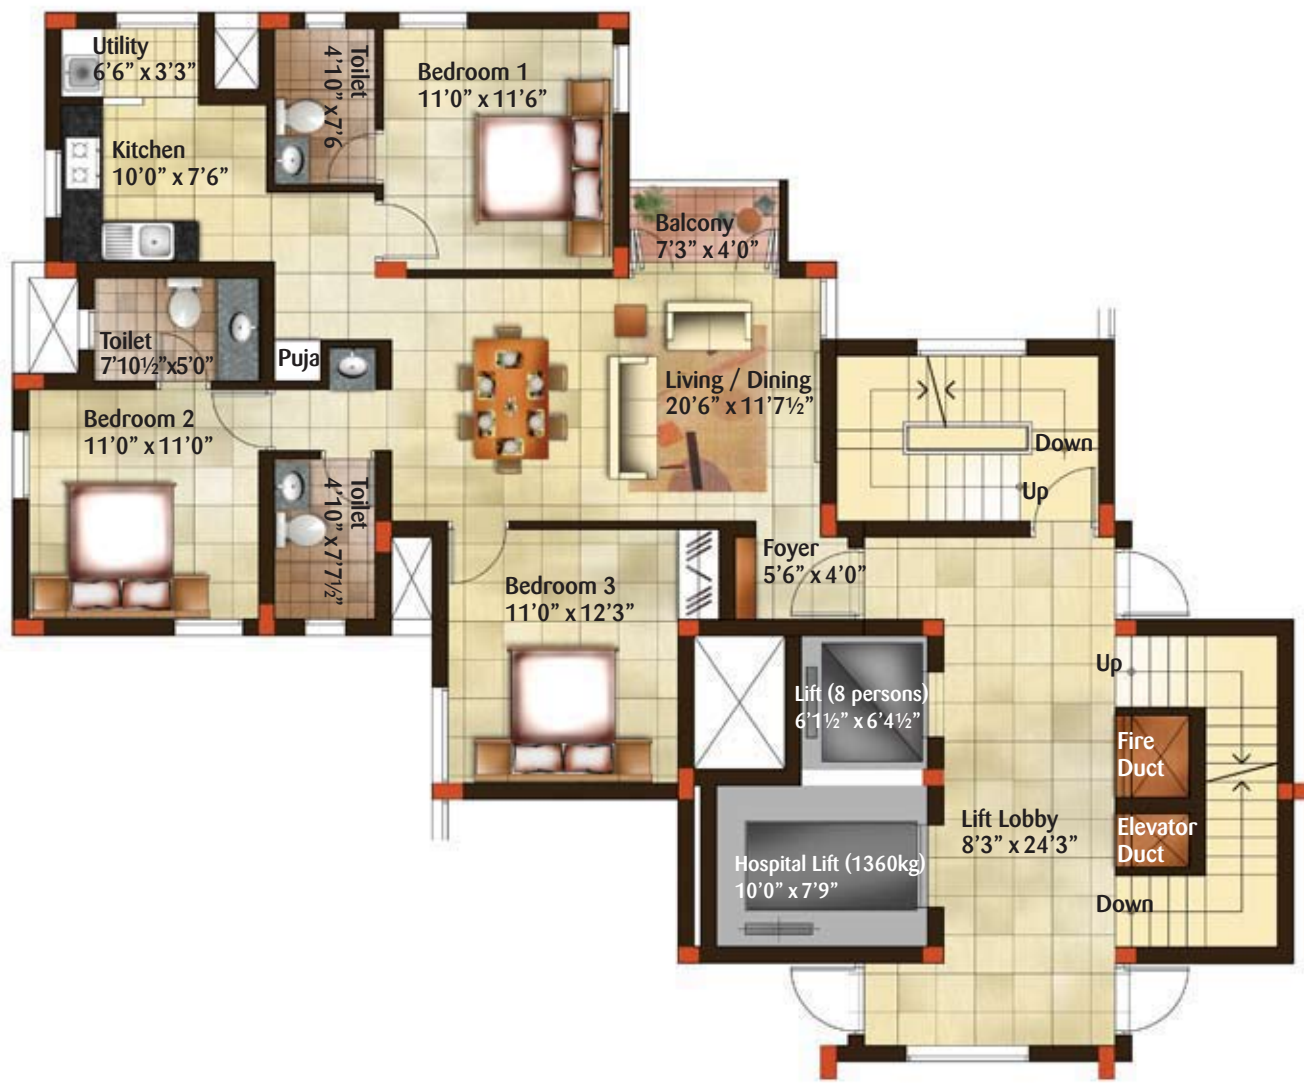 Utility
6'6" x 3'3"
Toilet
4'10" x 7'6
Bedroom 1
11'0" x 11'6"
Kitchen
10'0" x 7'6"
Balcony
7'3" x 4'0"
Toilet
7'10½"x5'0"
Puja
Living / Dining
20'6" x 11'7½"
Bedroom 2
11'0" x 11'0"
Down
Up
Toilet
4'10" x 7'7½"
Foyer
5'6" x 4'0"
Bedroom 3
11'0" x 12'3"
Up
Lift (8 persons)
6'1½" x 6'4½"
Fire
Duct
Lift Lobby
8'3" x 24'3"
Elevator
Duct
Hospital Lift (1360kg)
10'0" x 7'9"
Down